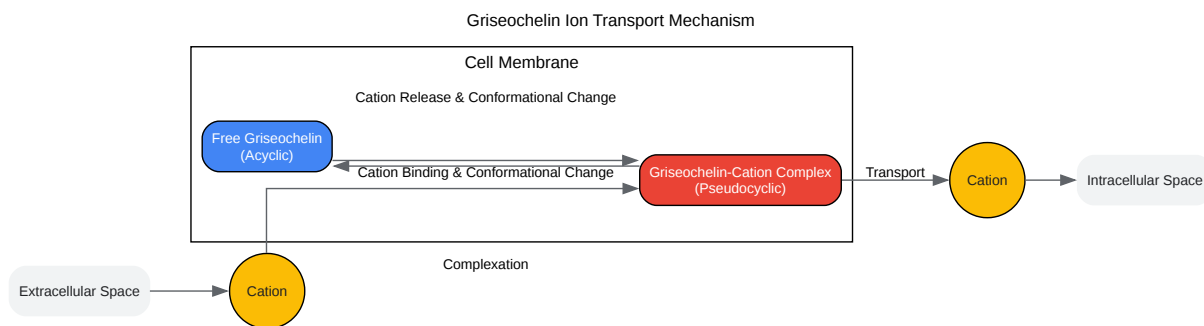 Griseochelin Ion Transport Mechanism
Cell Membrane
Cation Release & Conformational Change
Free Griseochelin
(Acyclic)
Cation Binding & Conformational Change
Griseochelin-Cation Complex
(Pseudocyclic)
Transport
Cation
Intracellular Space
Complexation
Extracellular Space
Cation